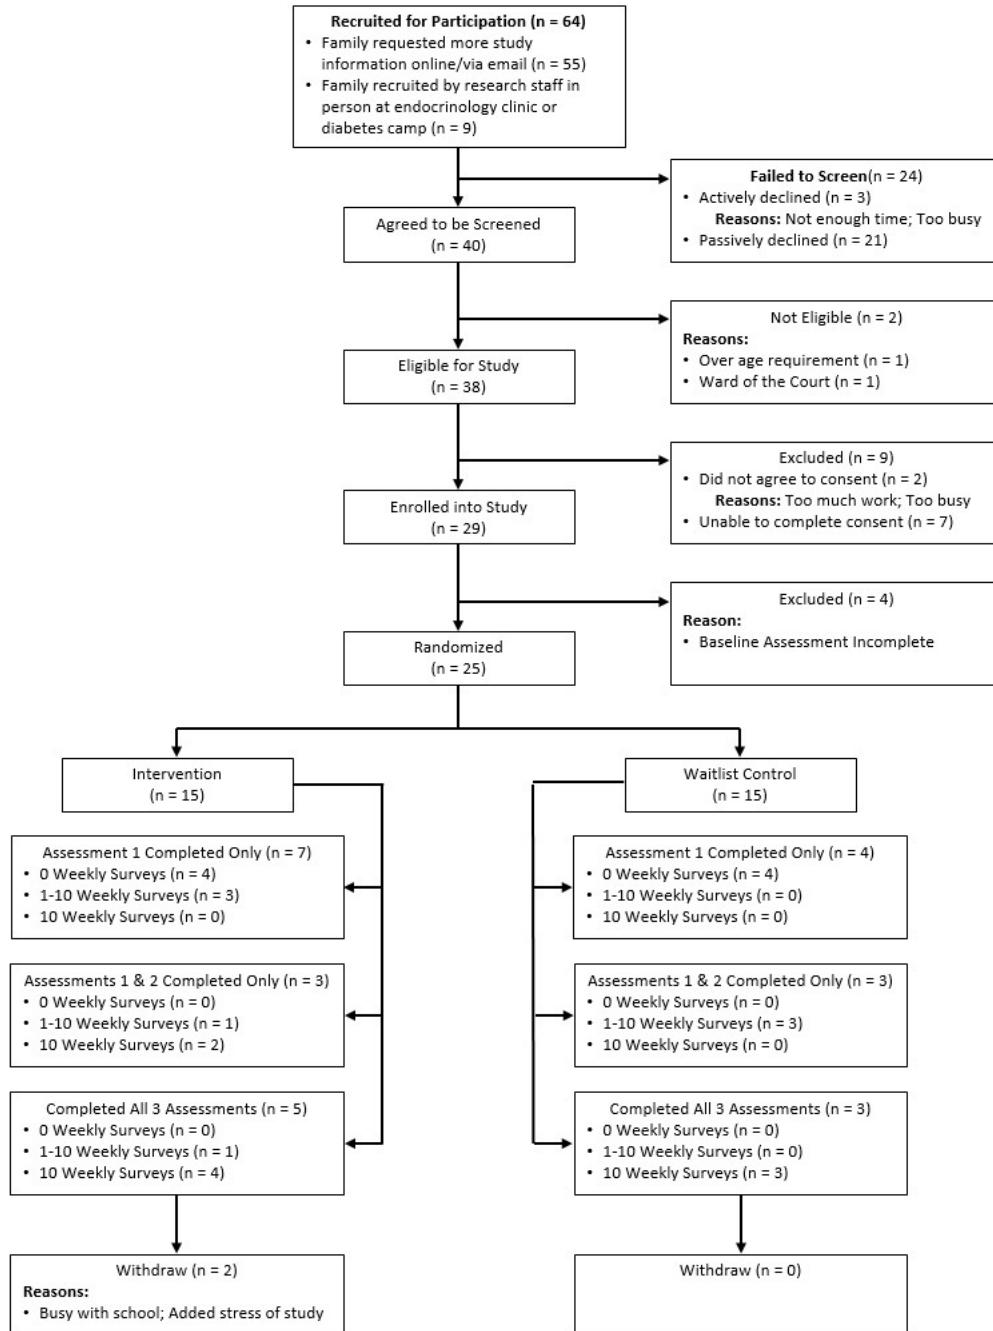 Recruited for Participation (n = 64)
• Family requested more study
information online/via email (n = 55)
• Family recruited by research staff in
person at endocrinology clinic or
diabetes camp (n = 9)
Failed to Screen(n = 24)
• Actively declined (n = 3)
Reasons: Not enough time; Too busy
• Passively declined (n = 21)
Agreed to be Screened
(n = 40)
Not Eligible (n = 2)
Reasons:
• Over age requirement (n = 1)
• Ward of the Court (n = 1)
Eligible for Study
(n = 38)
Excluded (n = 9)
• Did not agree to consent (n = 2)
Reasons: Too much work; Too busy
• Unable to complete consent (n = 7)
Enrolled into Study
(n = 29)
Excluded (n = 4)
Reason:
• Baseline Assessment Incomplete
Randomized
(n = 25)
Intervention
(n = 15)
Waitlist Control
(n = 15)
Assessment 1 Completed Only (n = 7)
• 0 Weekly Surveys (n = 4)
• 1-10 Weekly Surveys (n = 3)
• 10 Weekly Surveys (n = 0)
Assessment 1 Completed Only (n = 4)
• 0 Weekly Surveys (n = 4)
• 1-10 Weekly Surveys (n = 0)
• 10 Weekly Surveys (n = 0)
Assessments 1 & 2 Completed Only (n = 3)
• 0 Weekly Surveys (n = 0)
• 1-10 Weekly Surveys (n = 1)
• 10 Weekly Surveys (n = 2)
Assessments 1 & 2 Completed Only (n = 3)
• 0 Weekly Surveys (n = 0)
• 1-10 Weekly Surveys (n = 3)
• 10 Weekly Surveys (n = 0)
Completed All 3 Assessments (n = 5)
• 0 Weekly Surveys (n = 0)
• 1-10 Weekly Surveys (n = 1)
• 10 Weekly Surveys (n = 4)
Completed All 3 Assessments (n = 3)
• 0 Weekly Surveys (n = 0)
• 1-10 Weekly Surveys (n = 0)
• 10 Weekly Surveys (n = 3)
Withdraw (n = 2)
Reasons:
• Busy with school; Added stress of study
Withdraw (n = 0)